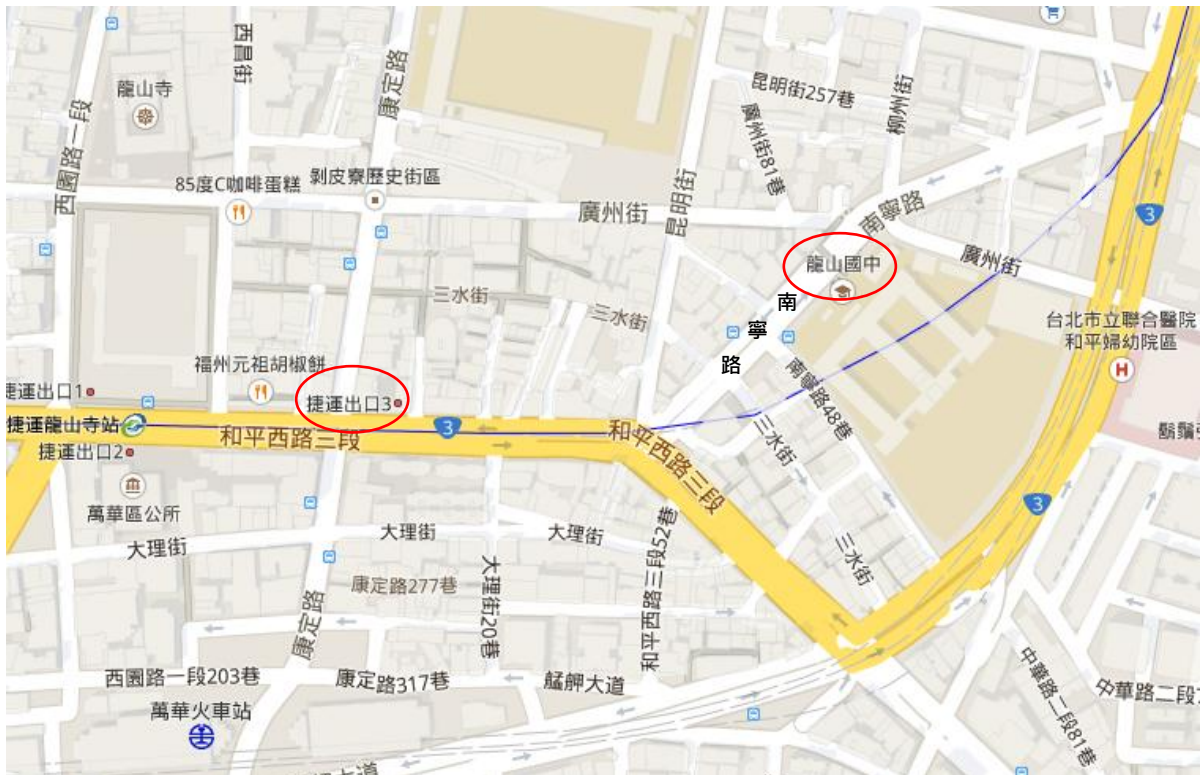 西園路一段
西昌街
康定路
龍山寺
85度C咖啡蛋糕
剝皮寮歷史街區
廣州街
昆明街
昆明街257巷
廣州街81巷
柳州街
南寧路
龍山國中
廣州街
3
台北市立聯合醫院
和平婦幼院區
H
三水街
三水街
南
寧
路
南寧路48巷
三水街
三水街
福州元祖胡椒餅
捷運出口1
捷運出口3
捷運龍山寺站
捷運出口2
和平西路三段
3
和平西路三段
3
萬華區公所
大理街
大理街
大理街
康定路277巷
大理街20巷
和平西路三段52巷
康定路
西園路一段203巷
康定路317巷
艋舺大道
萬華火車站
中華路二段81巷
中華路二段